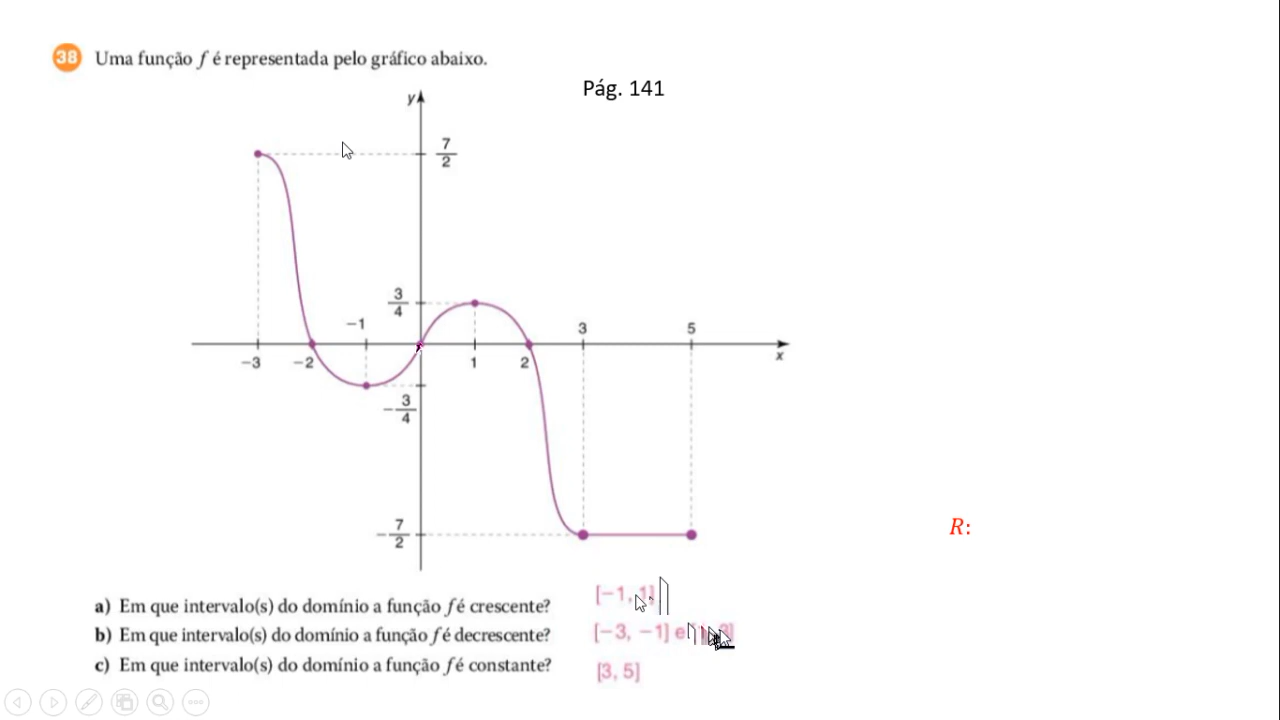 38 Uma função f é representada pelo gráfico abaixo.
Pág. 141
y
7/2
3/4
−1
3
5
−3
−2
1
2
x
−3/4
−7/2
R:
a) Em que intervalo(s) do domínio a função f é crescente? [−1, 1]
b) Em que intervalo(s) do domínio a função f é decrescente? [−3, −1] e
c) Em que intervalo(s) do domínio a função f é constante? [3, 5]